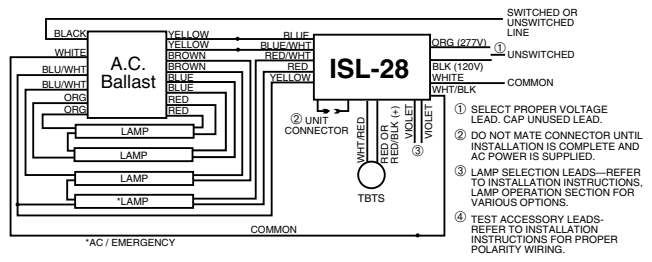 SWITCHED OR
UNSWITCHED
LINE
BLACK
YELLOW
YELLOW
BROWN
BROWN
BLUE
BLUE
RED
RED
WHITE
BLU/WHT
BLU/WHT
ORG
ORG
A.C.
Ballast
BLUE
BLUE/WHT
RED/WHT
RED
YELLOW
ISL-28
ORG (277V)
①
UNSWITCHED
BLK (120V)
WHITE
COMMON
WHT/BLK
② UNIT
CONNECTOR
WHT/RED
RED OR
RED/BLK (+)
VIOLET
VIOLET
③
TBTS
LAMP
LAMP
LAMP
*LAMP
COMMON
*AC / EMERGENCY
① SELECT PROPER VOLTAGE
LEAD. CAP UNUSED LEAD.
② DO NOT MATE CONNECTOR UNTIL
INSTALLATION IS COMPLETE AND
AC POWER IS SUPPLIED.
③ LAMP SELECTION LEADS—REFER
TO INSTALLATION INSTRUCTIONS,
LAMP OPERATION SECTION FOR
VARIOUS OPTIONS.
④ TEST ACCESSORY LEADS-
REFER TO INSTALLATION
INSTRUCTIONS FOR PROPER
POLARITY WIRING.